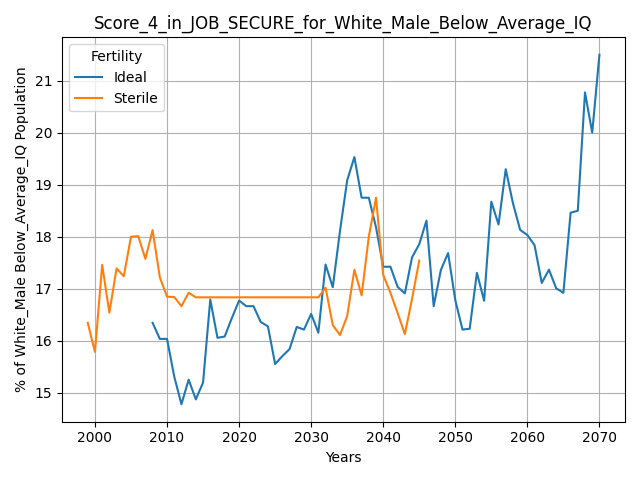 Score_4_in_JOB_SECURE_for_White_Male_Below_Average_IQ
Fertility
Ideal
Sterile
% of White_Male Below_Average_IQ Population
21
20
19
18
17
16
15
2000 2010 2020 2030 2040 2050 2060 2070
Years